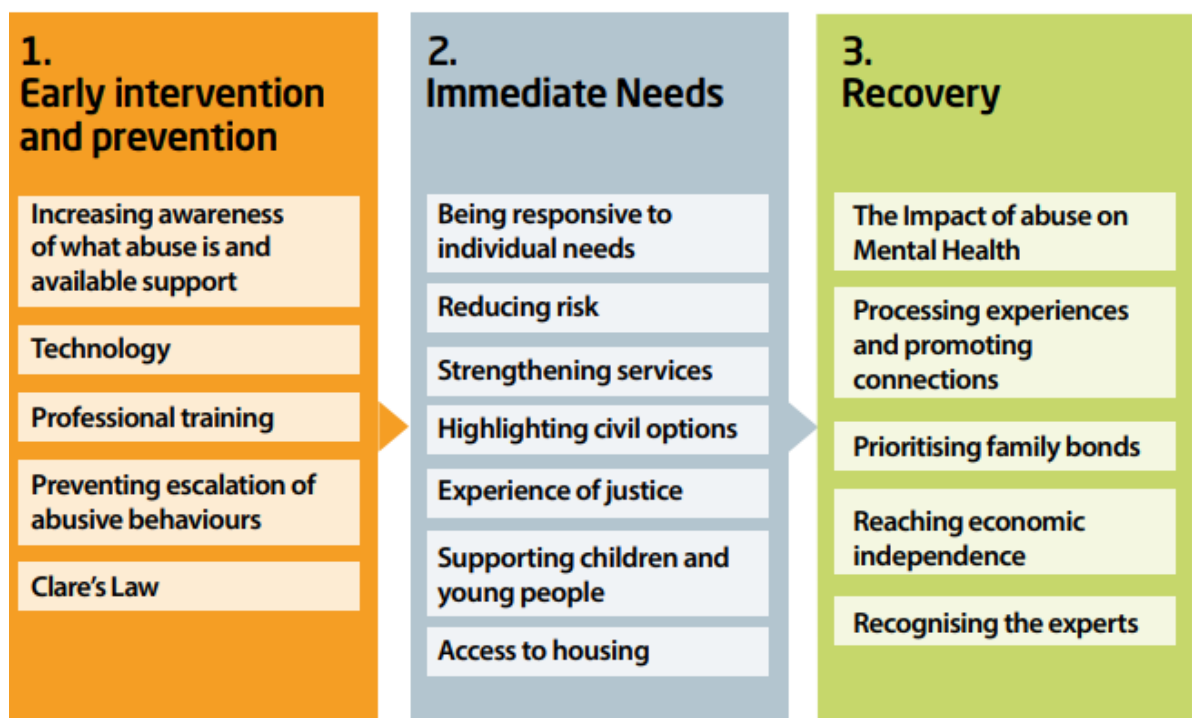 1.
Early intervention
and prevention
Increasing awareness
of what abuse is and
available support
Technology
Professional training
Preventing escalation of
abusive behaviours
Clare's Law
2.
Immediate Needs
Being responsive to
individual needs
Reducing risk
Strengthening services
Highlighting civil options
Experience of justice
Supporting children and
young people
Access to housing
3.
Recovery
The Impact of abuse on
Mental Health
Processing experiences
and promoting
connections
Prioritising family bonds
Reaching economic
independence
Recognising the experts